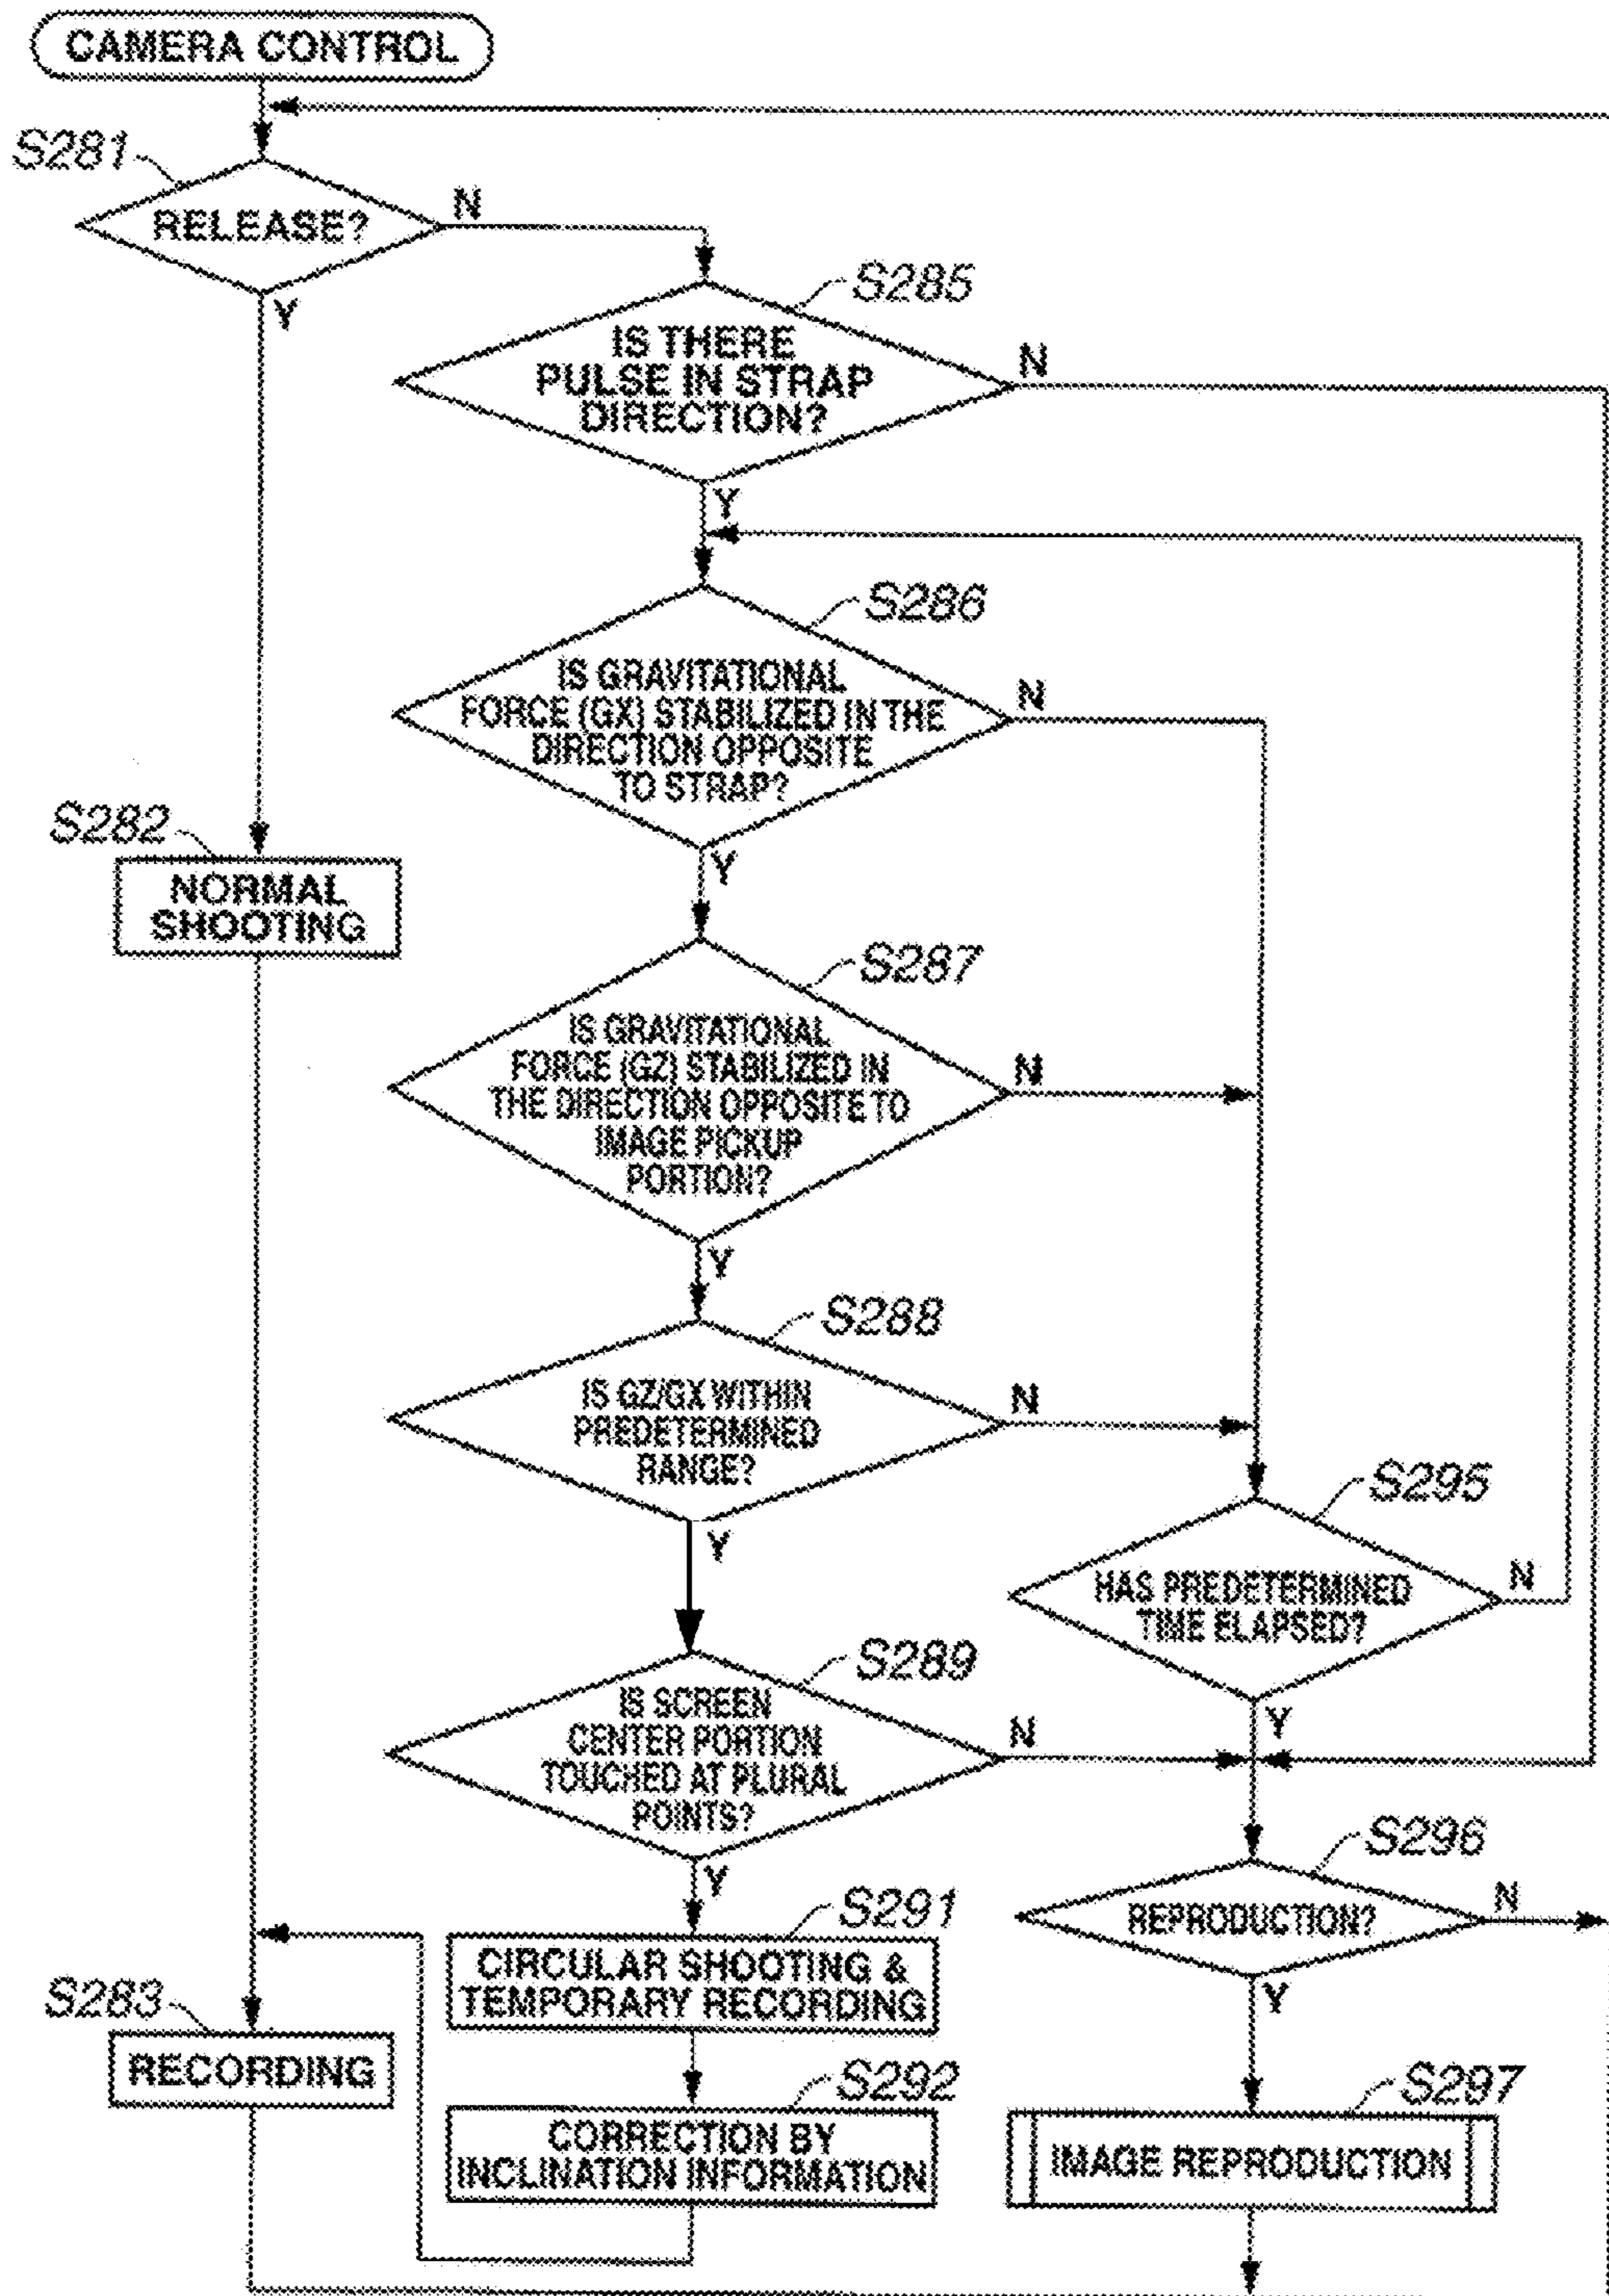 CAMERA CONTROL
S281
RELEASE?
N
Y
S285
IS THERE
PULSE IN STRAP
DIRECTION?
N
Y
S286
IS GRAVITATIONAL
FORCE (GX) STABILIZED IN THE
DIRECTION OPPOSITE
TO STRAP?
N
Y
S282
NORMAL
SHOOTING
S287
IS GRAVITATIONAL
FORCE (GZ) STABILIZED IN
THE DIRECTION OPPOSITE TO
IMAGE PICKUP
PORTION?
N
Y
S288
IS GZ/GX WITHIN
PREDETERMINED
RANGE?
N
Y
S295
HAS PREDETERMINED
TIME ELAPSED?
N
Y
S289
IS SCREEN
CENTER PORTION
TOUCHED AT PLURAL
POINTS?
N
Y
S296
REPRODUCTION?
N
Y
S291
CIRCULAR SHOOTING &
TEMPORARY RECORDING
S283
RECORDING
S292
CORRECTION BY
INCLINATION INFORMATION
S297
IMAGE REPRODUCTION